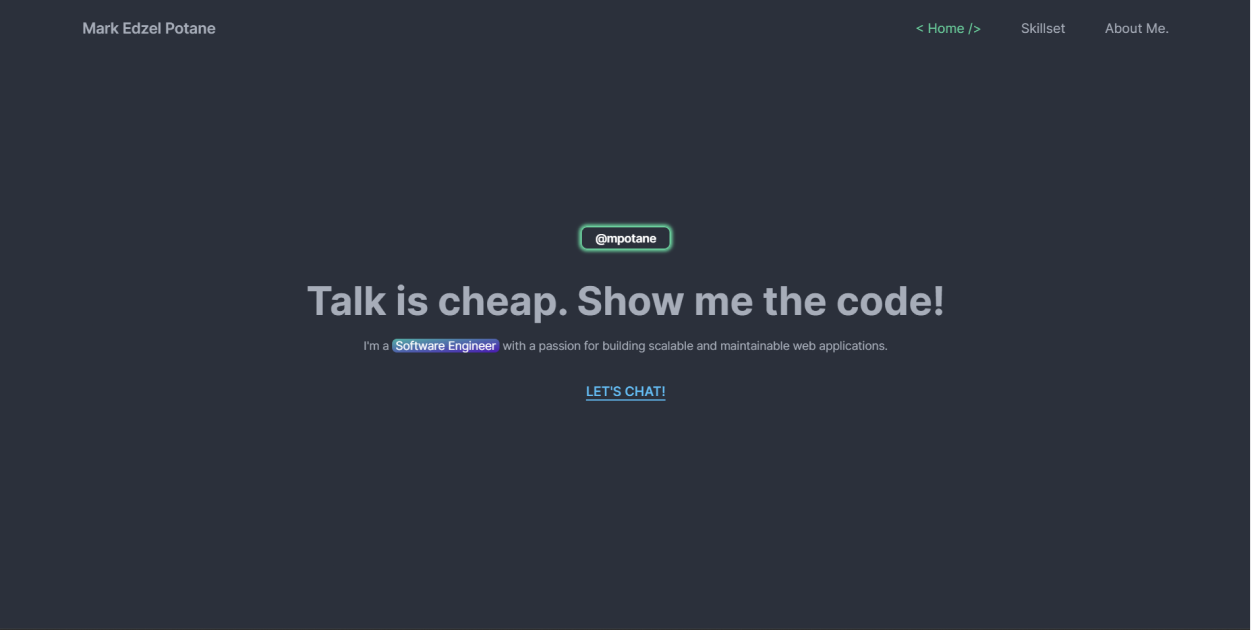 Mark Edzel Potane
< Home />
Skillset
About Me.
@mpotane
Talk is cheap. Show me the code!
I'm a Software Engineer with a passion for building scalable and maintainable web applications.
LET'S CHAT!